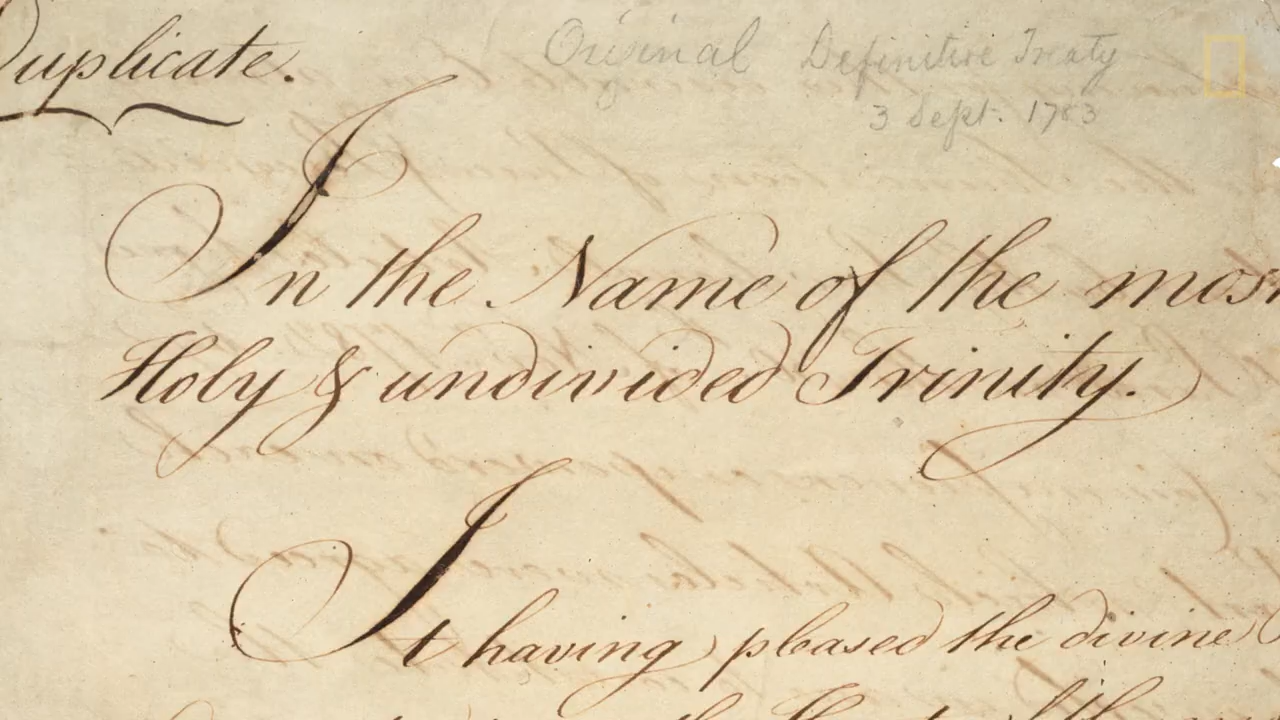 Duplicate.
Original Definitive Treaty
3 Sept. 1783
In the Name of the most
Holy & undivided Trinity.
It having pleased the divine